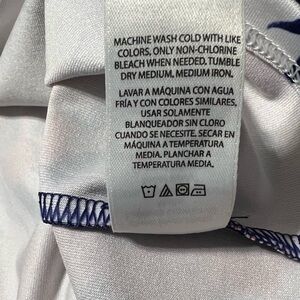 MACHINE WASH COLD WITH LIKE
COLORS, ONLY NON-CHLORINE
BLEACH WHEN NEEDED. TUMBLE
DRY MEDIUM, MEDIUM IRON.
LAVAR A MÁQUINA CON AGUA
FRÍA Y CON COLORES SIMILARES.
USAR SOLAMENTE
BLANQUEADOR SIN CLORO
CUANDO SE NECESITE. SECAR EN
MÁQUINA A TEMPERATURA
MEDIA. PLANCHAR A
TEMPERATURA MEDIA.